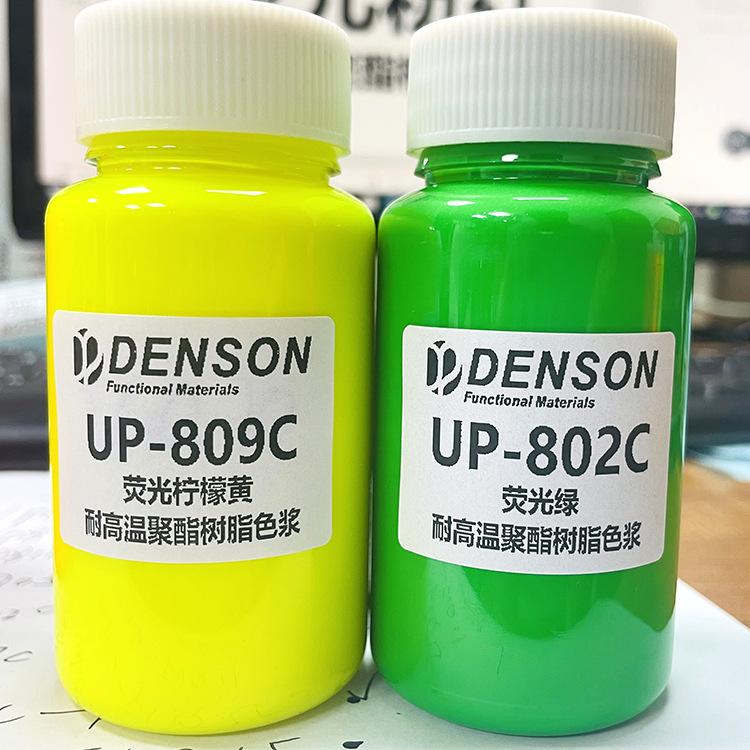 DENSON
Functional Materials
UP-809C
荧光柠檬黄
耐高温聚酯树脂色浆
DENSON
Functional Materials
UP-802C
荧光绿
耐高温聚酯树脂色浆